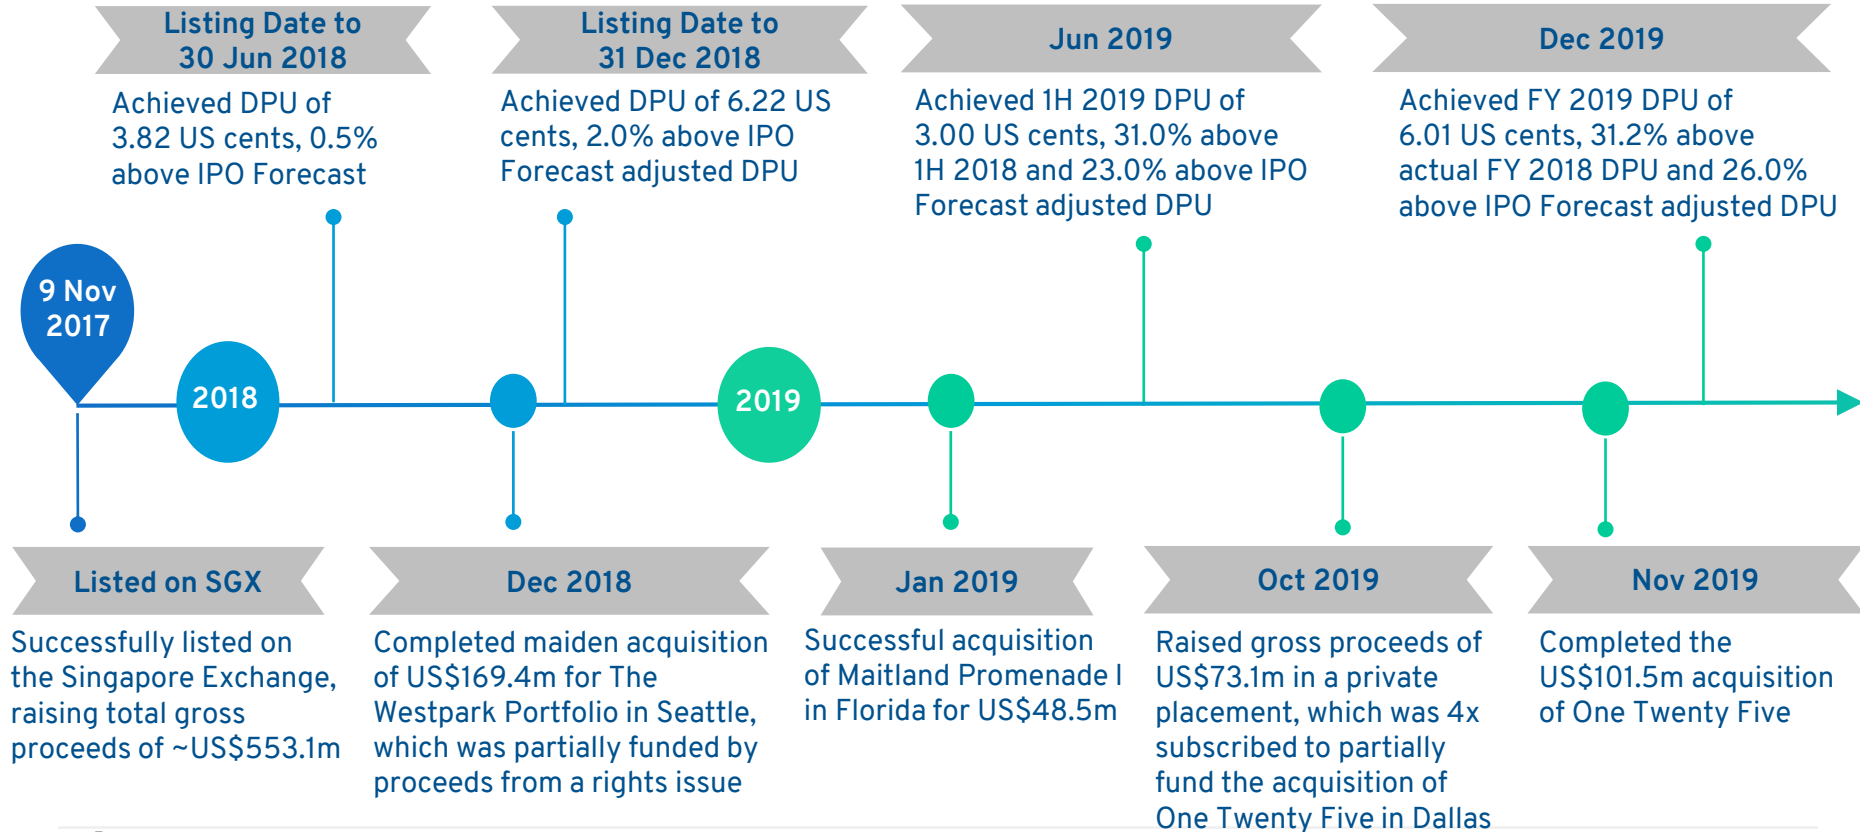 Listing Date to
30 Jun 2018
Achieved DPU of
3.82 US cents, 0.5%
above IPO Forecast
Listing Date to
31 Dec 2018
Achieved DPU of 6.22 US
cents, 2.0% above IPO
Forecast adjusted DPU
Jun 2019
Achieved 1H 2019 DPU of
3.00 US cents, 31.0% above
1H 2018 and 23.0% above IPO
Forecast adjusted DPU
Dec 2019
Achieved FY 2019 DPU of
6.01 US cents, 31.2% above
actual FY 2018 DPU and 26.0%
above IPO Forecast adjusted DPU
9 Nov
2017
2018
2019
Listed on SGX
Successfully listed on
the Singapore Exchange,
raising total gross
proceeds of ~US$553.1m
Dec 2018
Completed maiden acquisition
of US$169.4m for The
Westpark Portfolio in Seattle,
which was partially funded by
proceeds from a rights issue
Jan 2019
Successful acquisition
of Maitland Promenade I
in Florida for US$48.5m
Oct 2019
Raised gross proceeds of
US$73.1m in a private
placement, which was 4x
subscribed to partially
fund the acquisition of
One Twenty Five in Dallas
Nov 2019
Completed the
US$101.5m acquisition
of One Twenty Five